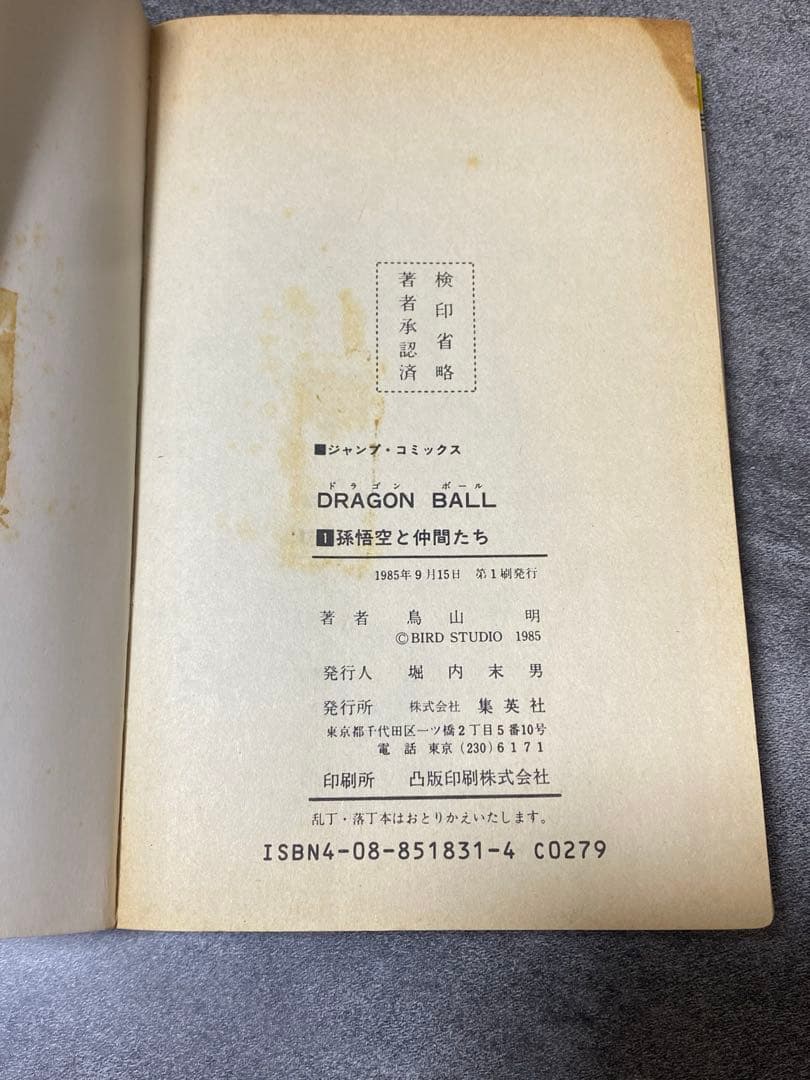 検印省略
著者承認済
■ジャンプ・コミックス
ドラゴン ボール
DRAGON BALL
1孫悟空と仲間たち
1985年9月15日 第1刷発行
著者 鳥山明
©BIRD STUDIO 1985
発行人 堀内末男
発行所 株式会社 集英社
東京都千代田区一ツ橋2丁目5番10号
電話 東京(230)6171
印刷所 凸版印刷株式会社
乱丁・落丁本はおとりかえいたします。
ISBN4-08-851831-4 C0279